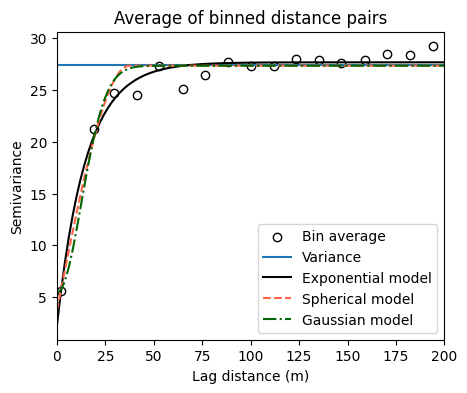 Average of binned distance pairs
Semivariance
30
25
20
15
10
5
Bin average
Variance
Exponential model
Spherical model
Gaussian model
0 25 50 75 100 125 150 175 200
Lag distance (m)